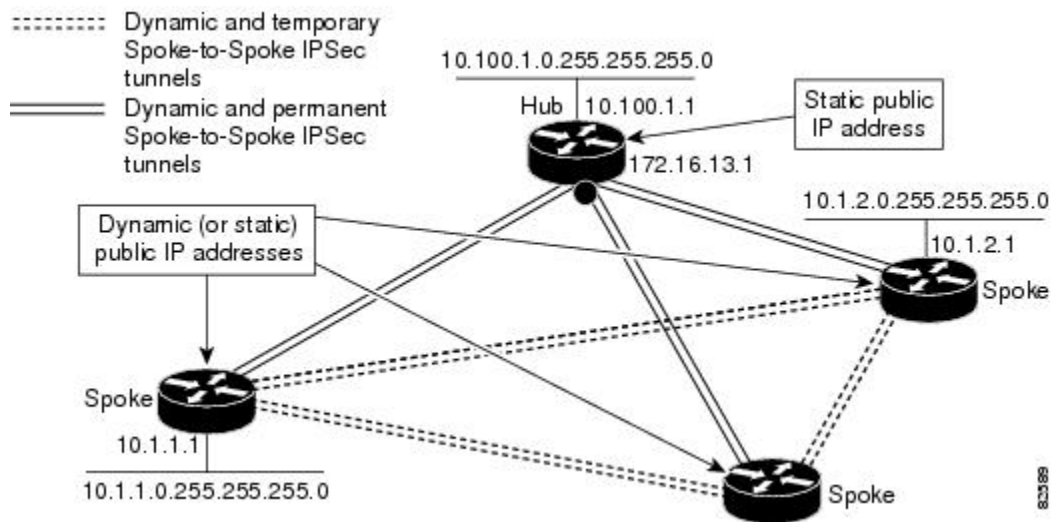 Dynamic and temporary
Spoke-to-Spoke IPSec
tunnels
Dynamic and permanent
Spoke-to-Spoke IPSec
tunnels
10.100.1.0.255.255.255.0
Hub
10.100.1.1
Static public
IP address
172.16.13.1
10.1.2.0.255.255.255.0
10.1.2.1
Spoke
Dynamic (or static)
public IP addresses
Spoke
10.1.1.1
10.1.1.0.255.255.255.0
Spoke
82589